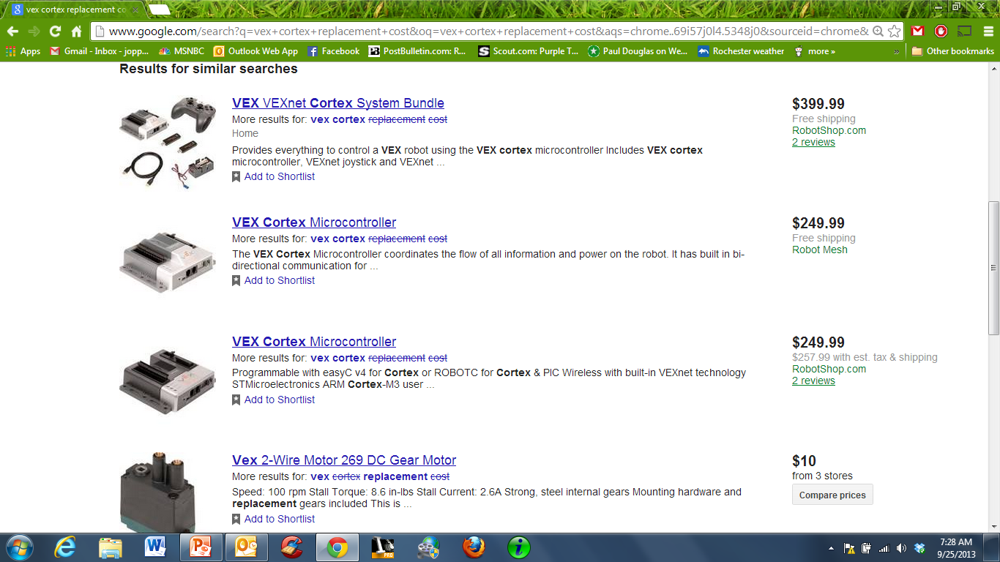 vex cortex replacement co
www.google.com/search?q=vex+cortex+replacement+cost&oq=vex+cortex+replacement+cost&aqs=chrome..69i57j0l4.5348j0&sourceid=chrome&
Apps Gmail - Inbox - jopp... MSNBC Outlook Web App Facebook PostBulletin.com: R... Scout.com: Purple T... Paul Douglas on We... Rochester weather more » » Other bookmarks
Results for similar searches
VEX VEXnet Cortex System Bundle
More results for: vex cortex replacement cost
Home
Provides everything to control a VEX robot using the VEX cortex microcontroller Includes VEX cortex
microcontroller, VEXnet joystick and VEXnet ...
Add to Shortlist
$399.99
Free shipping
RobotShop.com
2 reviews
VEX Cortex Microcontroller
More results for: vex cortex replacement cost
The VEX Cortex Microcontroller coordinates the flow of all information and power on the robot. It has built in bi-
directional communication for ...
Add to Shortlist
$249.99
Free shipping
Robot Mesh
VEX Cortex Microcontroller
More results for: vex cortex replacement cost
Programmable with easyC v4 for Cortex or ROBOTC for Cortex & PIC Wireless with built-in VEXnet technology
STMicroelectronics ARM Cortex-M3 user ...
Add to Shortlist
$249.99
$257.99 with est. tax & shipping
RobotShop.com
2 reviews
Vex 2-Wire Motor 269 DC Gear Motor
More results for: vex cortex replacement cost
Speed: 100 rpm Stall Torque: 8.6 in-lbs Stall Current: 2.6A Strong, steel internal gears Mounting hardware and
replacement gears included This is ...
Add to Shortlist
$10
from 3 stores
Compare prices
PRO
7:28 AM
9/25/2013